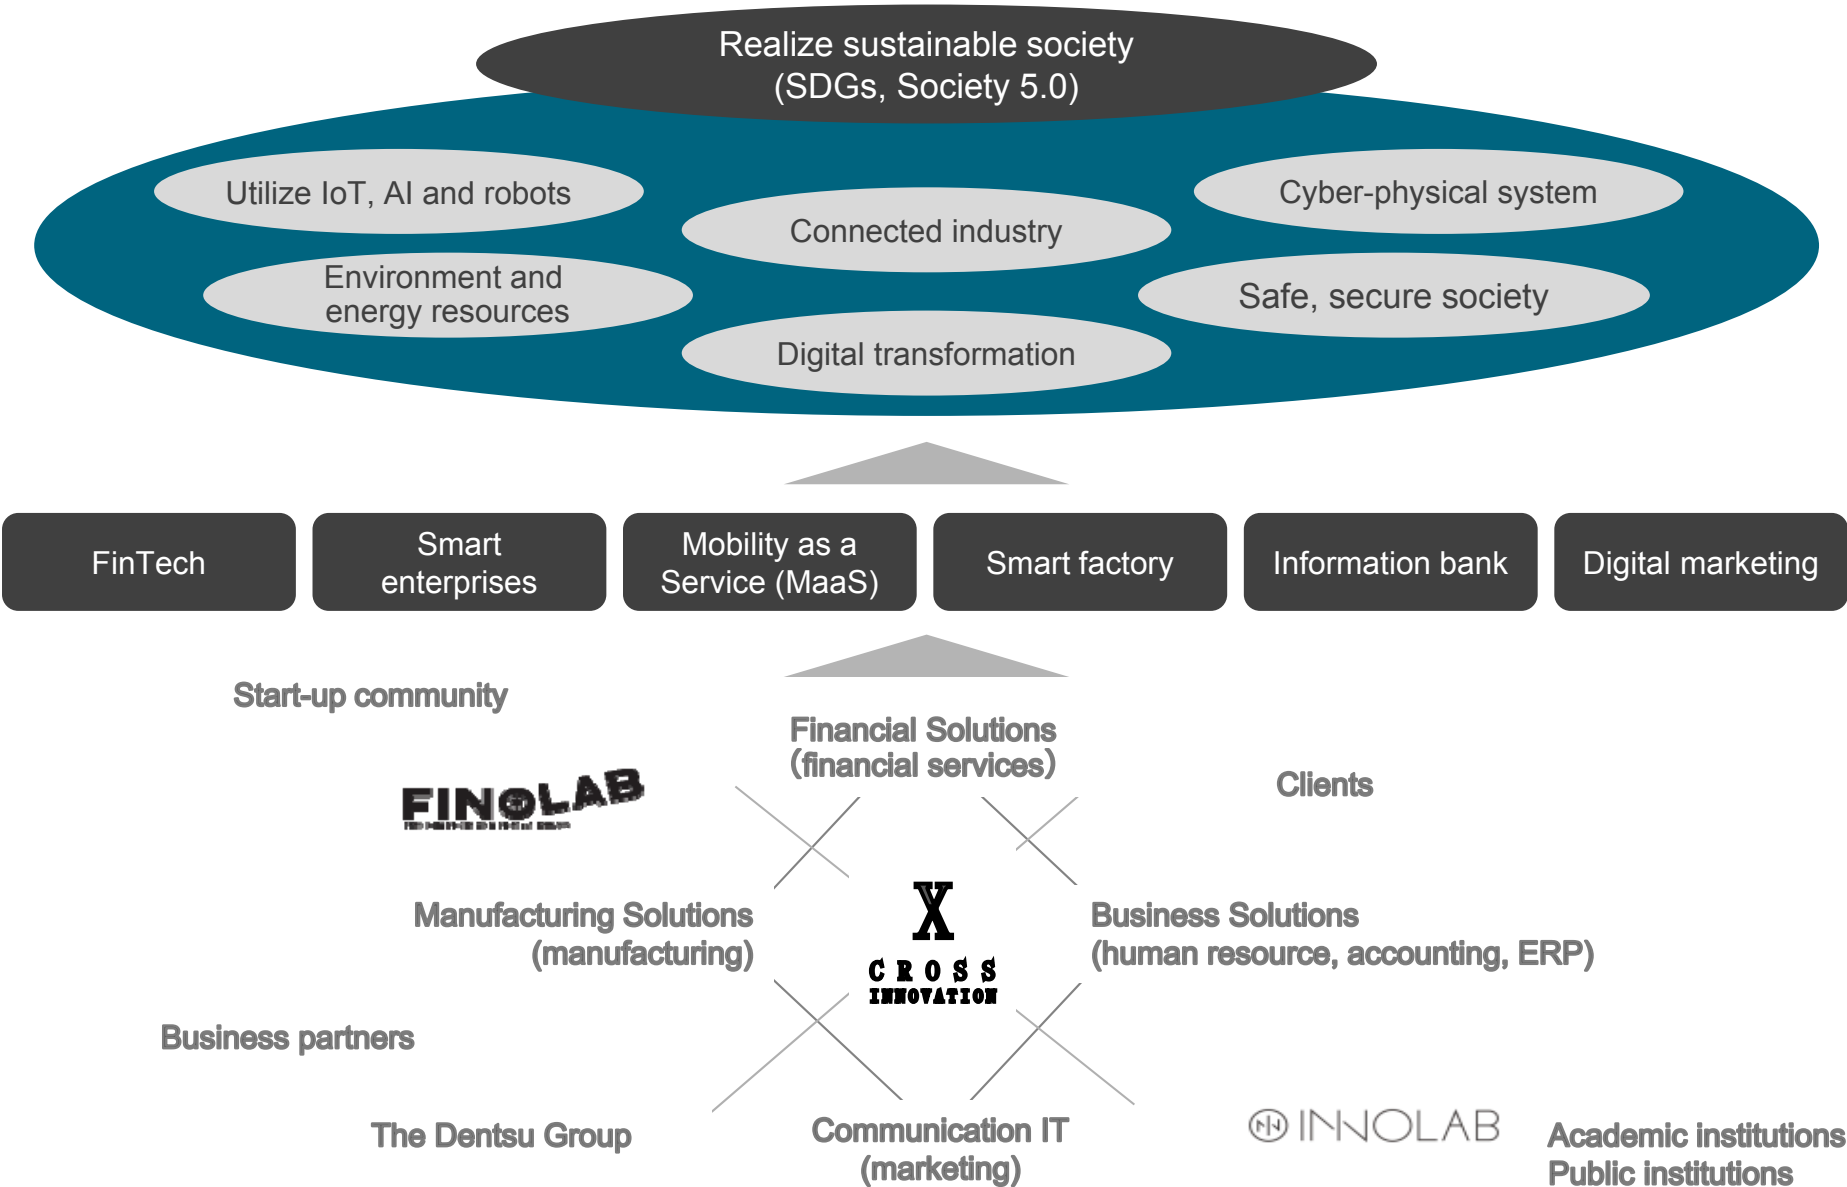 Realize sustainable society
(SDGs, Society 5.0)
Utilize IoT, AI and robots
Cyber-physical system
Connected industry
Environment and
energy resources
Safe, secure society
Digital transformation
FinTech
Smart
enterprises
Mobility as a
Service (MaaS)
Smart factory
Information bank
Digital marketing
Start-up community
Financial Solutions
(financial services)
FINOLAB
Clients
Manufacturing Solutions
(manufacturing)
X
CROSS
INNOVATION
Business Solutions
(human resource, accounting, ERP)
Business partners
The Dentsu Group
Communication IT
(marketing)
INNOLAB
Academic institutions
Public institutions